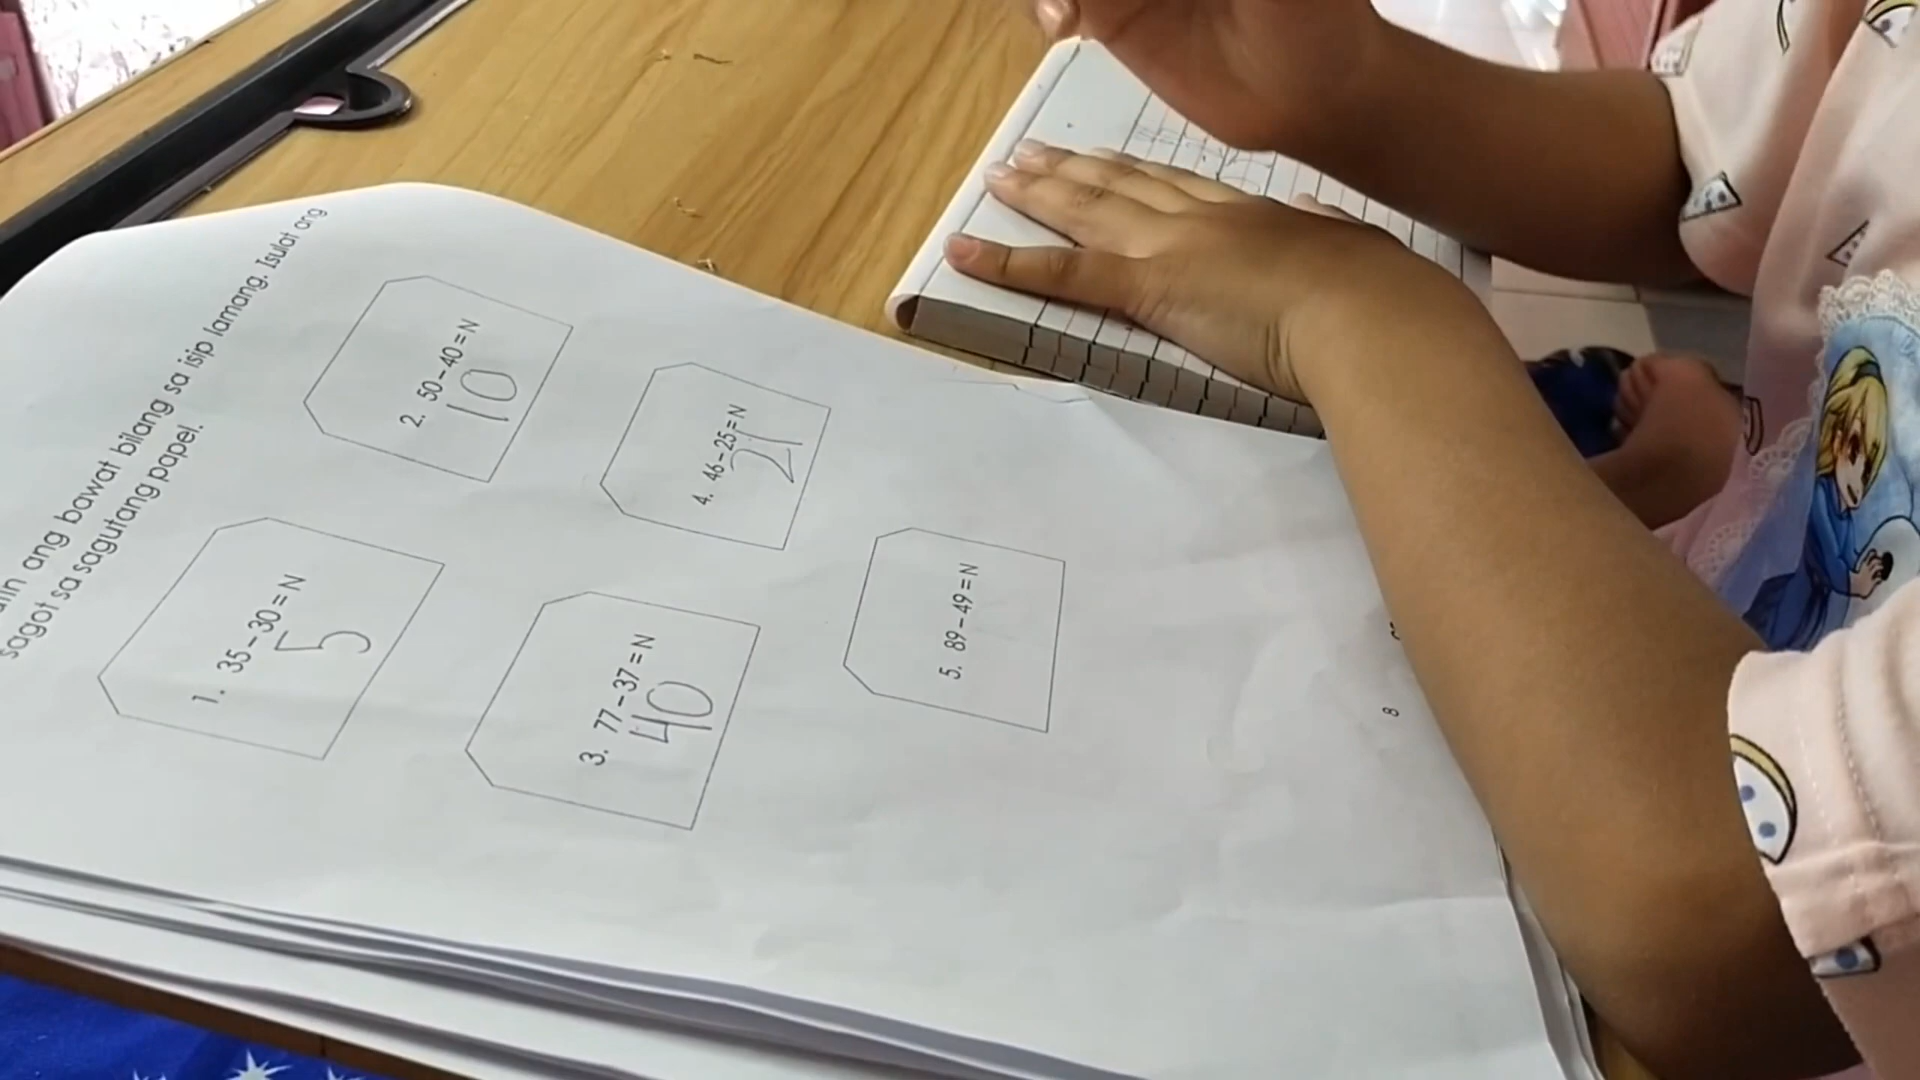 ang bawat bilang sa isip lamang. Isulat ang
sagot sa sagutang papel.
1. 35 – 30 = N
5
2. 50 – 40 = N
10
3. 77 – 37 = N
40
4. 46 – 25 = N
21
5. 89 – 49 = N
8